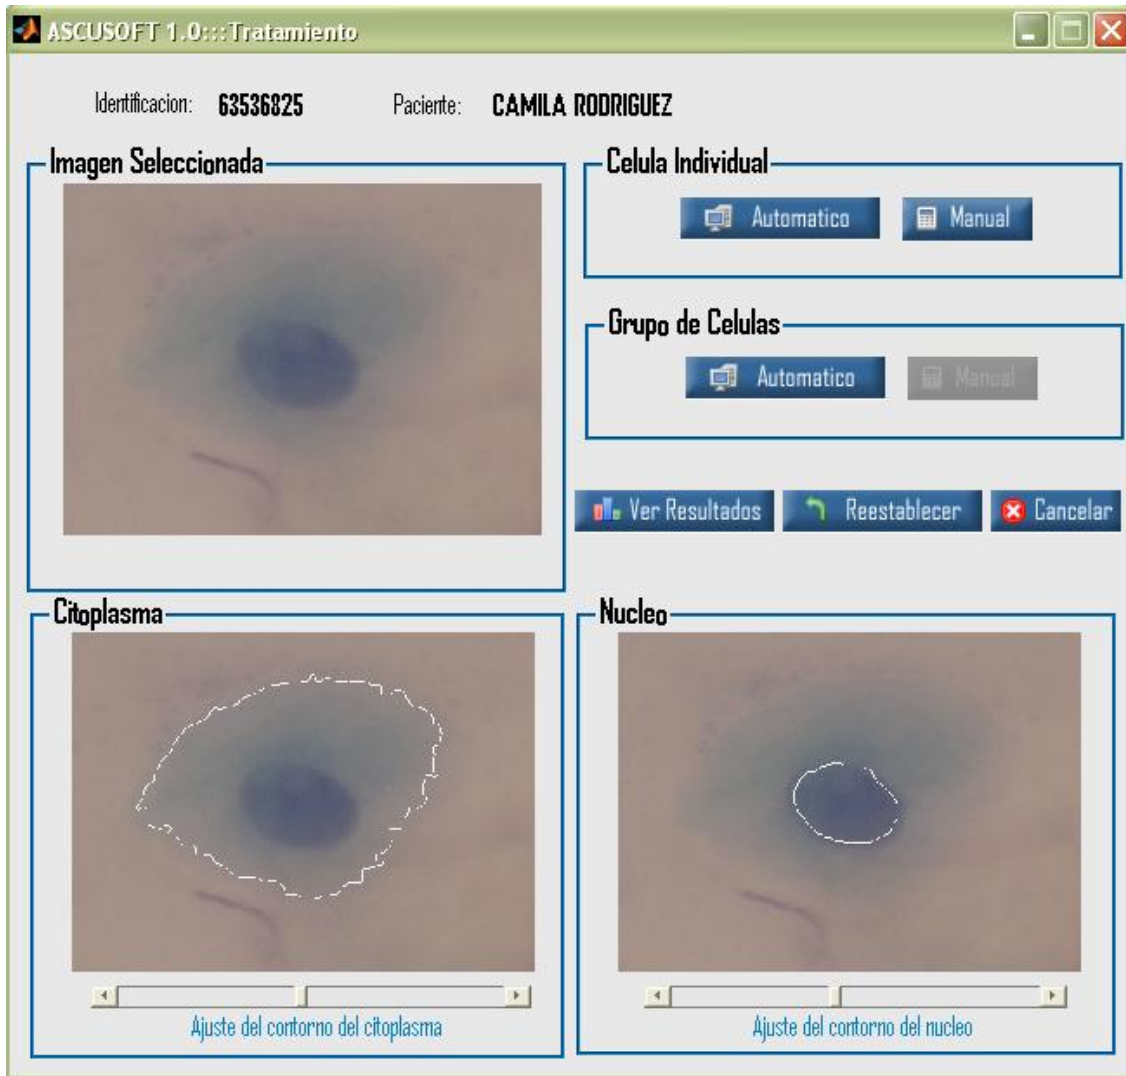 ASCUSOFT 1.0:::Tratamiento
Identificacion: 63536825 Paciente: CAMILA RODRIGUEZ
Imagen Seleccionada
Celula Individual
Automatico Manual
Grupo de Celulas
Automatico Manual
Ver Resultados Reestablecer Cancelar
Citoplasma
Nucleo
Ajuste del contorno del citoplasma
Ajuste del contorno del nucleo